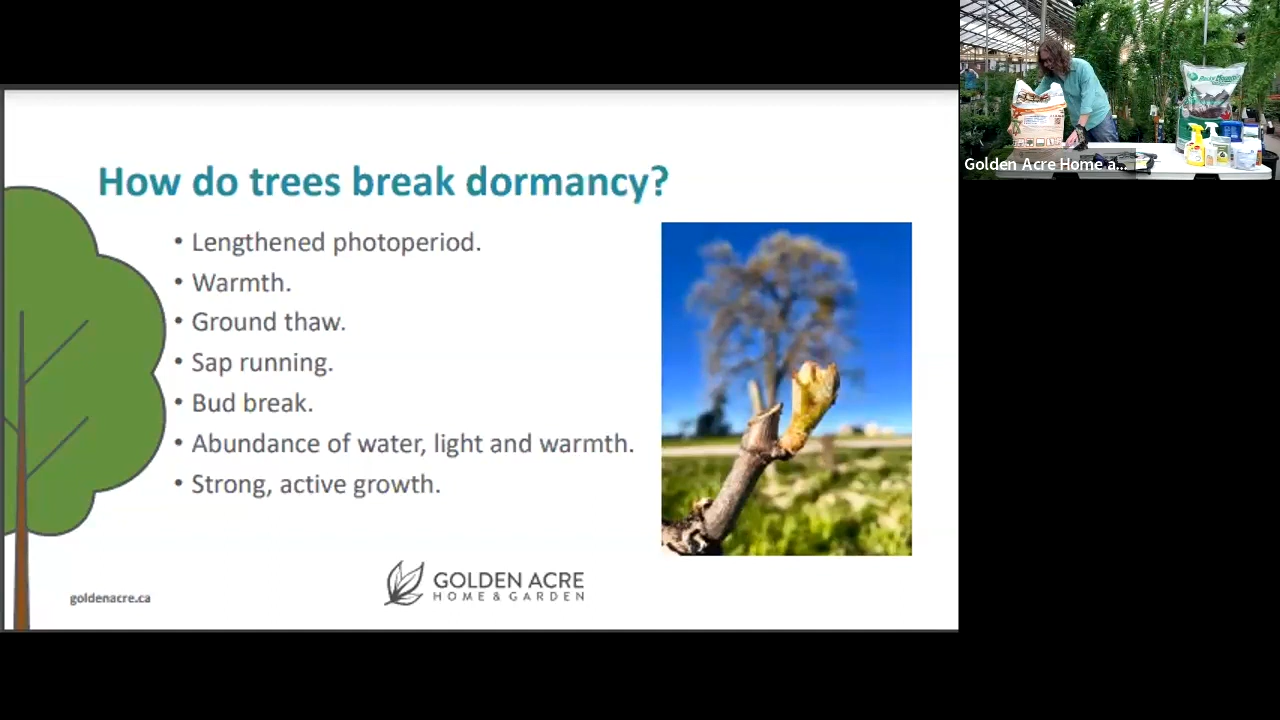 How do trees break dormancy?
• Lengthened photoperiod.
• Warmth.
• Ground thaw.
• Sap running.
• Bud break.
• Abundance of water, light and warmth.
• Strong, active growth.
goldenacre.ca
GOLDEN ACRE
HOME & GARDEN
Golden Acre Home a...